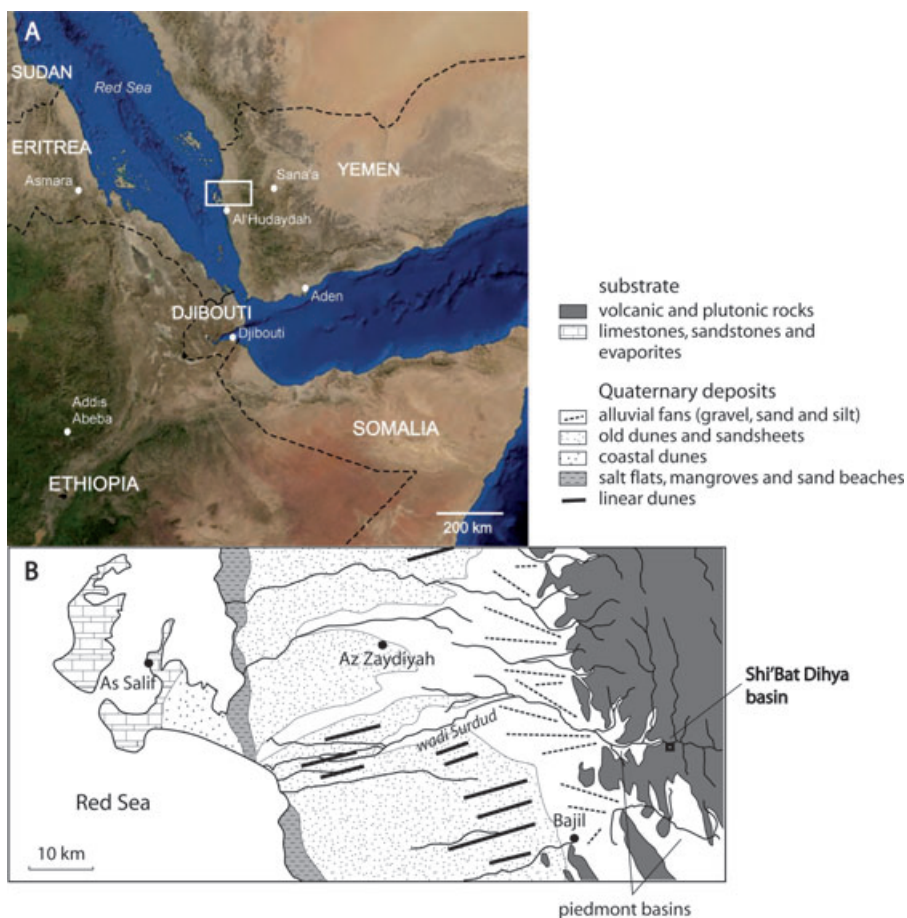 A
SUDAN
Red Sea
ERITREA
Asmara
Sana'a
YEMEN
Al'Hudaydah
Aden
DJIBOUTI
Djibouti
Addis
Abeba
SOMALIA
ETHIOPIA
200 km
substrate
volcanic and plutonic rocks
limestones, sandstones and
evaporites
Quaternary deposits
alluvial fans (gravel, sand and silt)
old dunes and sandsheets
coastal dunes
salt flats, mangroves and sand beaches
linear dunes
B
Az Zaydiyah
As Salif
Shi'Bat Dihya
basin
wadi Surdud
Red Sea
Bajil
10 km
piedmont basins